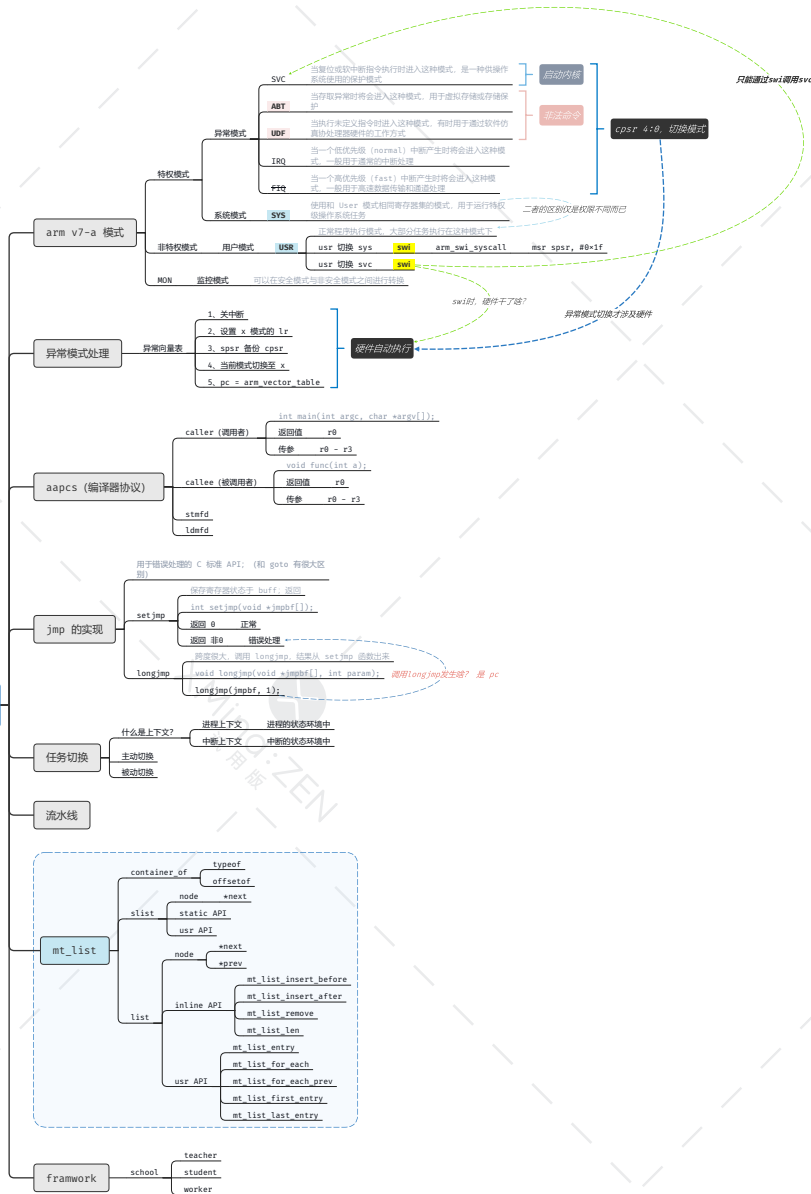 当复位或软中断指令执行时进入这种模式，是一种供操作
系统使用的保护模式
SVC
启动内核
只能通过swi调用svc
当存取异常时将会进入这种模式，用于虚拟存储或存储保
护
ABT
非法命令
当执行未定义指令时进入这种模式，有时用于通过软件仿
真协处理器硬件的工作方式
UDF
异常模式
cpsr 4:0，切换模式
当一个低优先级（normal）中断产生时将会进入这种模
式，一般用于通常的中断处理
IRQ
特权模式
当一个高优先级（fast）中断产生时将会进入这种模
式，一般用于高速数据传输和通道处理
FIQ
使用和 User 模式相同寄存器集的模式，用于运行特权
级操作系统任务
系统模式
SYS
二者的区别仅是权限不同而已
arm v7-a 模式
正常程序执行模式，大部分任务执行在这种模式下
非特权模式
用户模式
USR
usr 切换 sys
swi
arm_swi_syscall
msr spsr, #0×1f
usr 切换 svc
swi
MON
监控模式
可以在安全模式与非安全模式之间进行转换
swi时，硬件干了啥？
异常模式切换才涉及硬件
异常模式处理
异常向量表
1、关中断
2、设置 x 模式的 lr
3、spsr 备份 cpsr
4、当前模式切换至 x
5、pc = arm_vector_table
硬件自动执行
aapcs（编译器协议）
caller（调用者）
int main(int argc, char *argv[]);
返回值
r0
传参
r0 - r3
callee（被调用者）
void func(int a);
返回值
r0
传参
r0 - r3
stmfd
ldmfd
jmp 的实现
用于错误处理的 C 标准 API；（和 goto 有很大区
别）
setjmp
保存寄存器状态于 buff；返回
int setjmp(void *jmpbf[]);
返回 0
正常
返回 非0
错误处理
longjmp
跨度很大，调用 longjmp，结果从 setjmp 函数出来
void longjmp(void *jmpbf[], int param);
调用longjmp发生啥？ 是 pc
longjmp(jmpbf, 1);
任务切换
什么是上下文？
进程上下文
进程的状态环境中
中断上下文
中断的状态环境中
主动切换
被动切换
Mind:ZEN
用版
流水线
mt_list
container_of
typeof
offsetof
slist
node
*next
static API
usr API
list
node
*next
*prev
inline API
mt_list_insert_before
mt_list_insert_after
mt_list_remove
mt_list_len
usr API
mt_list_entry
mt_list_for_each
mt_list_for_each_prev
mt_list_first_entry
mt_list_last_entry
framwork
school
teacher
student
worker